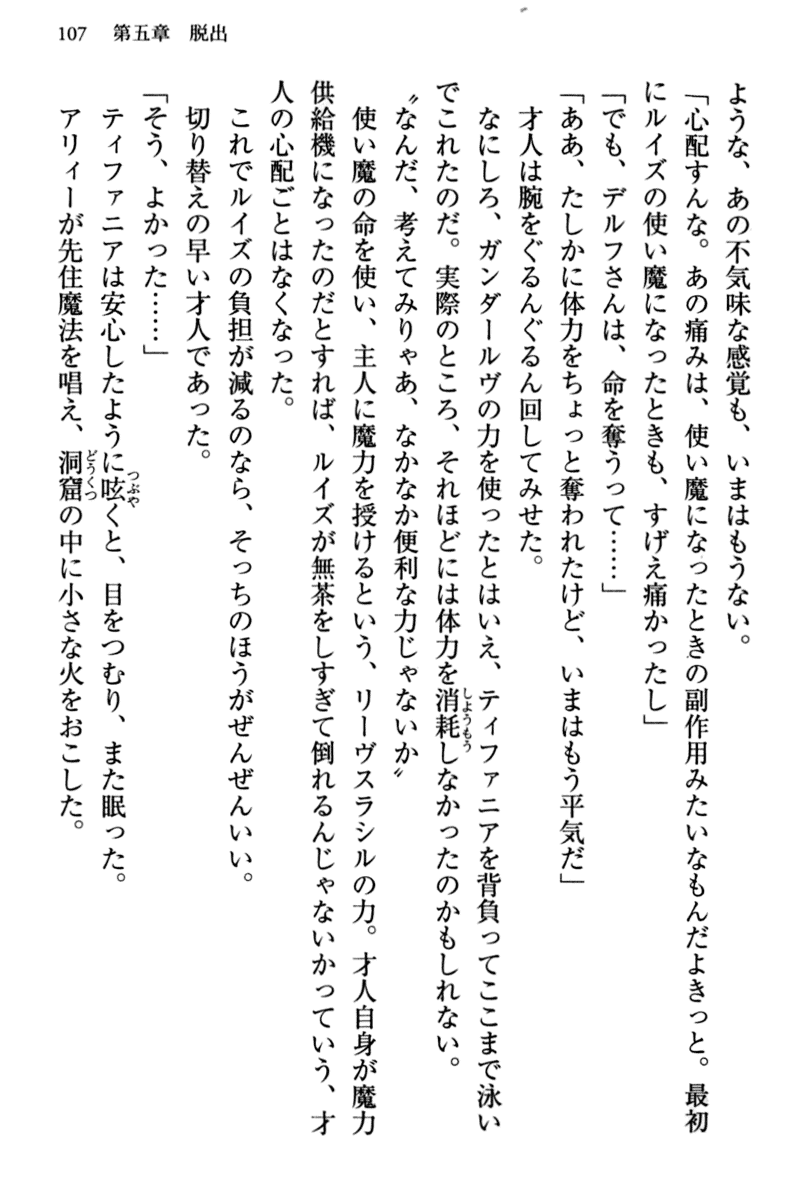 107 第五章 脱出
ような、あの不気味な感覚も、いまはもうない。
「心配すんな。あの痛みは、使い魔になったときの副作用みたいなもんだよきっと。最初
にルイズの使い魔になったときも、すげえ痛かったし」
「でも、デルフさんは、命を奪うって……」
「ああ、たしかに体力をちょっと奪われたけど、いまはもう平気だ」
才人は腕をぐるんぐるん回してみせた。
なにしろ、ガンダールヴの力を使ったとはいえ、ティファニアを背負ってここまで泳い
でこれたのだ。実際のところ、それほどには体力を消耗しなかったのかもしれない。
〝なんだ、考えてみりゃあ、なかなか便利な力じゃないか〟
使い魔の命を使い、主人に魔力を授けるという、リーヴスラシルの力。才人自身が魔力
供給機になったのだとすれば、ルイズが無茶をしすぎて倒れるんじゃないかっていう、才
人の心配ごとはなくなった。
これでルイズの負担が減るのなら、そっちのほうがぜんぜんいい。
切り替えの早い才人であった。
「そう、よかった……」
ティファニアは安心したように呟くと、目をつむり、また眠った。
アリィーが先住魔法を唱え、洞窟の中に小さな火をおこした。